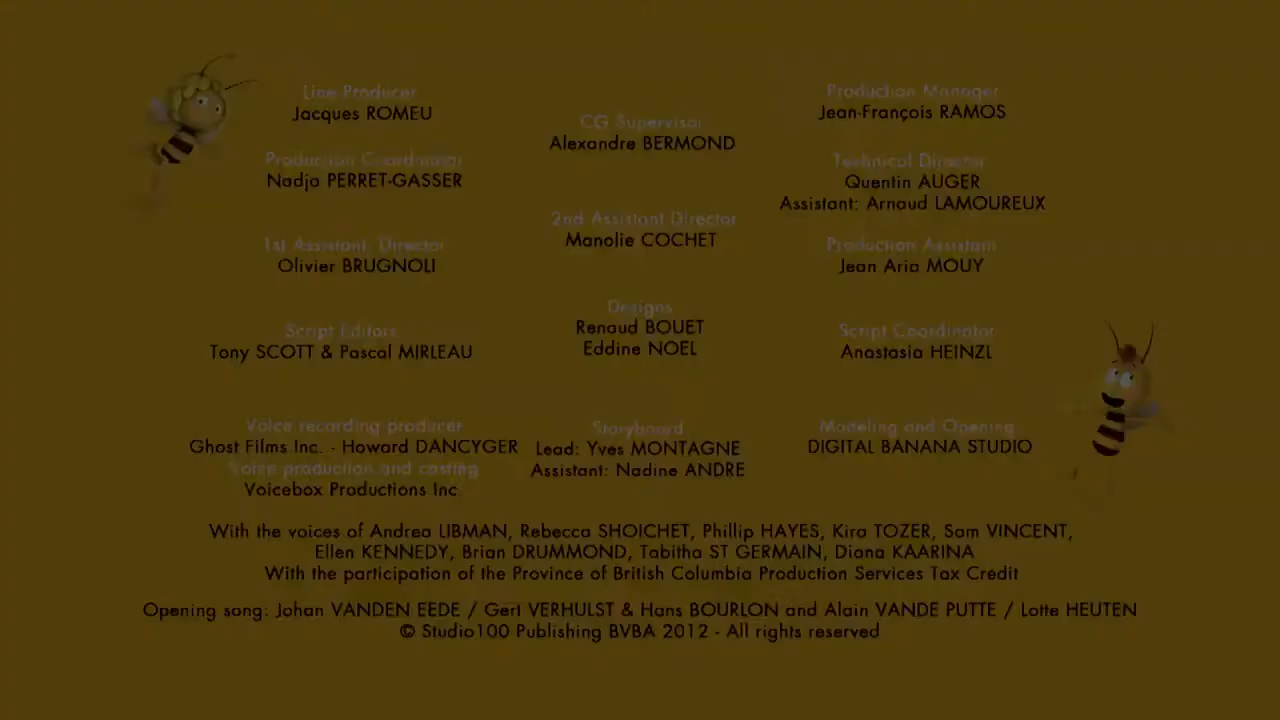 Line Producer
Jacques ROMEU
Production Coordinator
Nadja PERRET-GASSER
1st Assistant Director
Olivier BRUGNOLI
Script Editors
Tony SCOTT & Pascal MIRLEAU
Voice recording producer
Ghost Films Inc. - Howard DANCYGER
Voice production and casting
Voicebox Productions Inc.
CG Supervisor
Alexandre BERMOND
2nd Assistant Director
Manolie COCHET
Designs
Renaud BOUET
Eddine NOEL
Storyboard
Lead: Yves MONTAGNE
Assistant: Nadine ANDRE
Production Manager
Jean-François RAMOS
Technical Director
Quentin AUGER
Assistant: Arnaud LAMOUREUX
Production Assistant
Jean Aria MOUY
Script Coordinator
Anastasia HEINZL
Modeling and Opening
DIGITAL BANANA STUDIO
With the voices of Andrea LIBMAN, Rebecca SHOICHET, Phillip HAYES, Kira TOZER, Sam VINCENT,
Ellen KENNEDY, Brian DRUMMOND, Tabitha ST GERMAIN, Diana KAARINA
With the participation of the Province of British Columbia Production Services Tax Credit
Opening song: Johan VANDEN EEDE / Gert VERHULST & Hans BOURLON and Alain VANDE PUTTE / Lotte HEUTEN
© Studio100 Publishing BVBA 2012 - All rights reserved